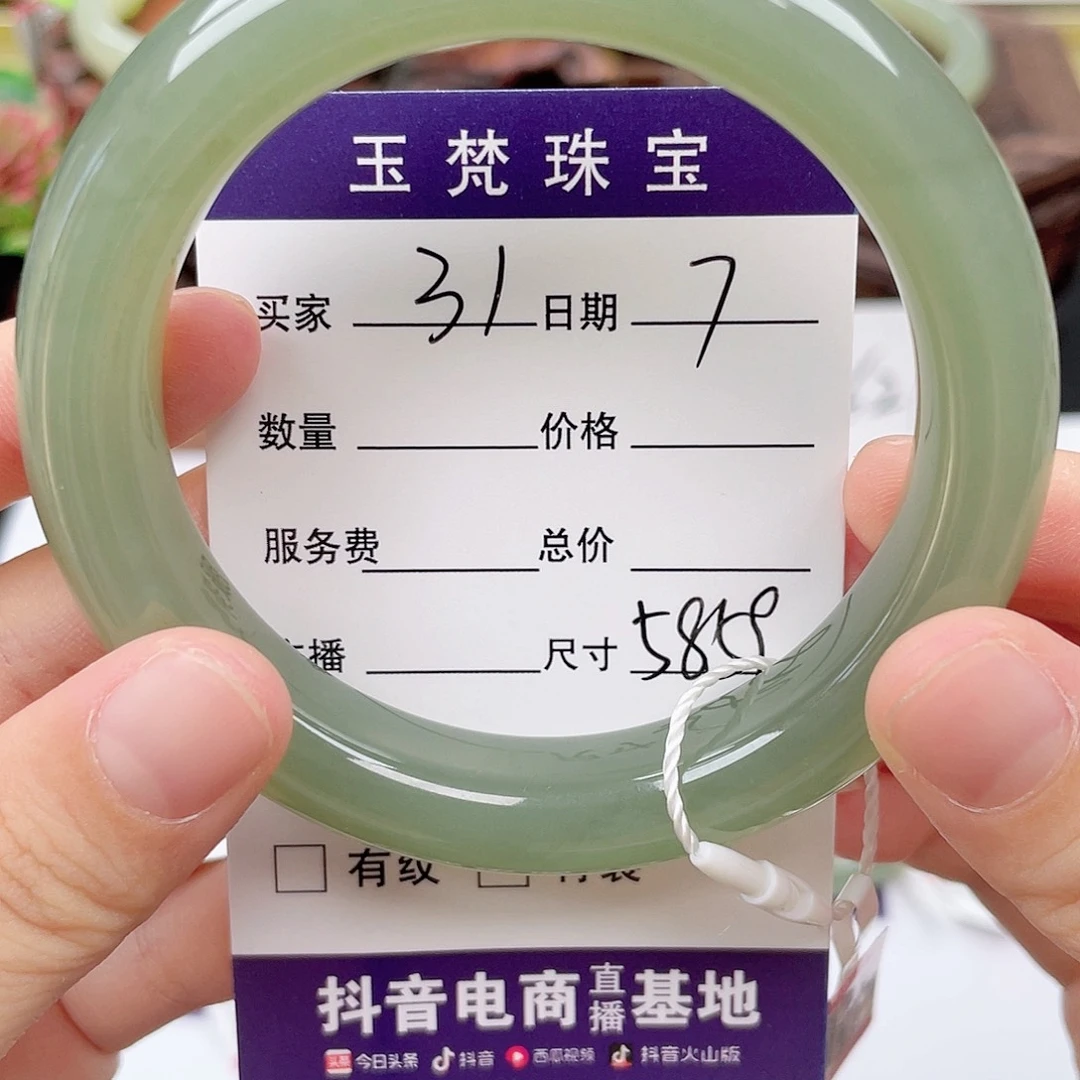 玉梵珠宝
买家 31 日期 7
数量 价格
服务费 总价
播 尺寸 5859
有纹
抖音电商直播基地
今日头条 抖音 西瓜视频 抖音火山版